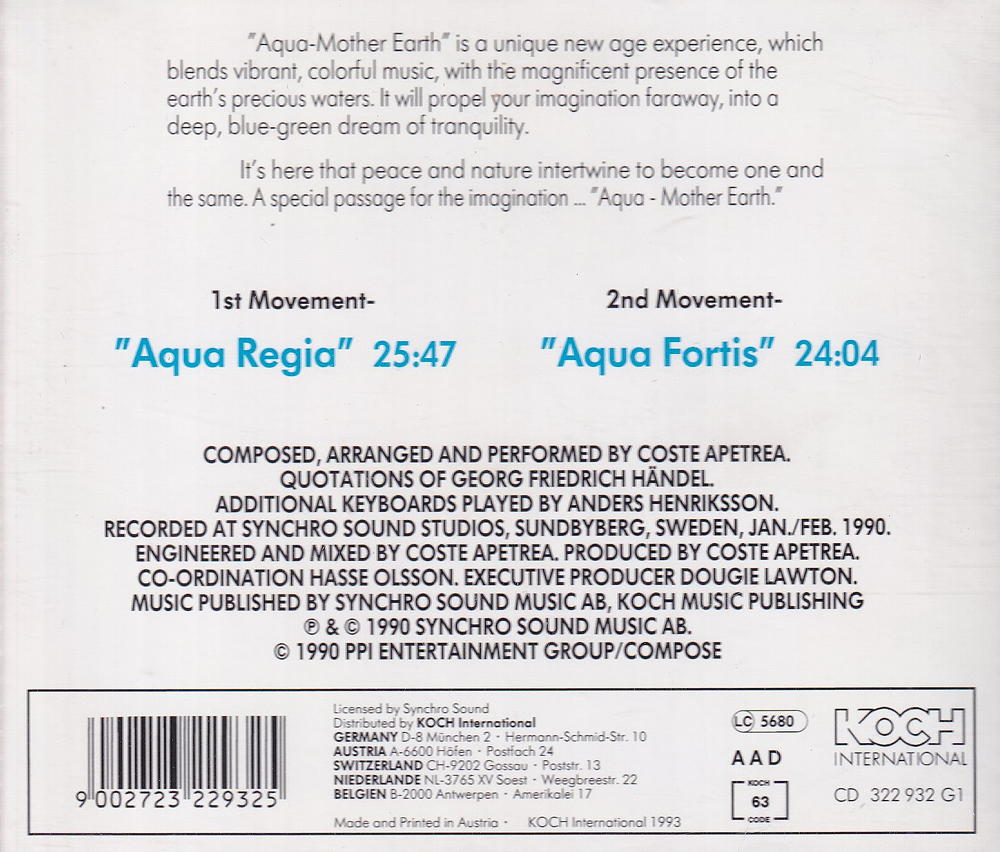 "Aqua-Mother Earth" is a unique new age experience, which
blends vibrant, colorful music, with the magnificent presence of the
earth's precious waters. It will propel your imagination faraway, into a
deep, blue-green dream of tranquility.
It's here that peace and nature intertwine to become one and
the same. A special passage for the imagination ... "Aqua - Mother Earth."
1st Movement-
"Aqua Regia" 25:47
2nd Movement-
"Aqua Fortis" 24:04
COMPOSED, ARRANGED AND PERFORMED BY COSTE APETREA.
QUOTATIONS OF GEORG FRIEDRICH HÄNDEL.
ADDITIONAL KEYBOARDS PLAYED BY ANDERS HENRIKSSON.
RECORDED AT SYNCHRO SOUND STUDIOS, SUNDBYBERG, SWEDEN, JAN./FEB. 1990.
ENGINEERED AND MIXED BY COSTE APETREA. PRODUCED BY COSTE APETREA.
CO-ORDINATION HASSE OLSSON. EXECUTIVE PRODUCER DOUGIE LAWTON.
MUSIC PUBLISHED BY SYNCHRO SOUND MUSIC AB, KOCH MUSIC PUBLISHING
℗ & © 1990 SYNCHRO SOUND MUSIC AB.
© 1990 PPI ENTERTAINMENT GROUP/COMPOSE
9 002723 229325
Licensed by Synchro Sound
Distributed by KOCH International
GERMANY D-8 München 2 · Hermann-Schmid-Str. 10
AUSTRIA A-6600 Höfen · Postfach 24
SWITZERLAND CH-9202 Gossau · Poststr. 13
NIEDERLANDE NL-3765 XV Soest · Weegbreestr. 22
BELGIEN B-2000 Antwerpen · Amerikalei 17
Made and Printed in Austria · KOCH International 1993
LC 5680
AAD
KOCH
63
CODE
KOCH
INTERNATIONAL
CD 322 932 G1